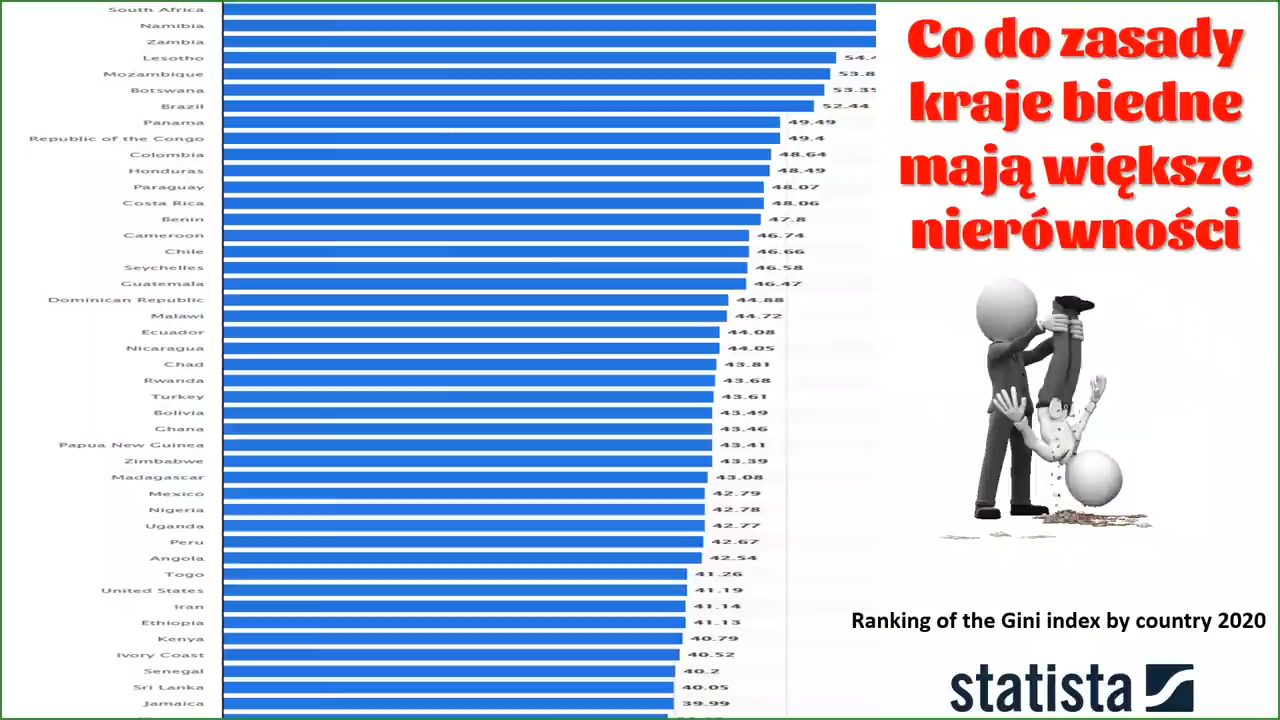 South Africa
Namibia
Zambia
Lesotho 54.4
Mozambique 53.8
Botswana 53.35
Brazil 52.44
Panama 49.49
Republic of the Congo 49.4
Colombia 48.64
Honduras 48.49
Paraguay 48.07
Costa Rica 48.06
Benin 47.8
Cameroon 46.74
Chile 46.66
Seychelles 46.58
Guatemala 46.47
Dominican Republic 44.88
Malawi 44.72
Ecuador 44.08
Nicaragua 44.05
Chad 43.81
Rwanda 43.68
Turkey 43.61
Bolivia 43.49
Ghana 43.46
Papua New Guinea 43.41
Zimbabwe 43.39
Madagascar 43.08
Mexico 42.79
Nigeria 42.78
Uganda 42.77
Peru 42.67
Angola 42.54
Togo 41.26
United States 41.19
Iran 41.14
Ethiopia 41.13
Kenya 40.79
Ivory Coast 40.52
Senegal 40.2
Sri Lanka 40.05
Jamaica 39.99
Co do zasady
kraje biedne
mają większe
nierówności
Ranking of the Gini index by country 2020
statista